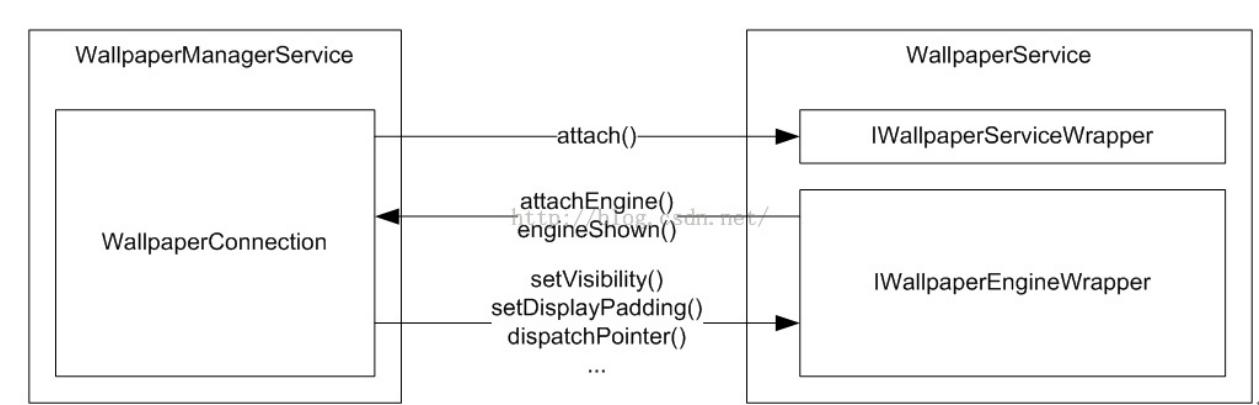 WallpaperManagerService
WallpaperService
WallpaperConnection
attach()
IWallpaperServiceWrapper
attachEngine()
http://blog.csdn.net/
engineShown()
setVisibility()
setDisplayPadding()
dispatchPointer()
...
IWallpaperEngineWrapper